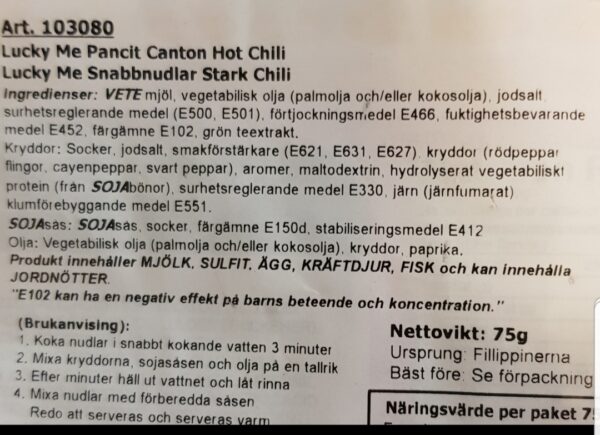 Art. 103080
Lucky Me Pancit Canton Hot Chili
Lucky Me Snabbnudlar Stark Chili
Ingredienser: VETE mjöl, vegetabilisk olja (palmolja och/eller kokosolja), jodsalt
surhetsreglerande medel (E500, E501), förtjockningsmedel E466, fuktighetsbevarande
medel E452, färgämne E102, grön teextrakt.
Kryddor: Socker, jodsalt, smakförstärkare (E621, E631, E627), kryddor (rödpeppar
flingor, cayenpeppar, svart peppar), aromer, maltodextrin, hydrolyserat vegetabiliskt
protein (från SOJAbönor), surhetsreglerande medel E330, järn (järnfumarat)
klumförebyggande medel E551.
SOJAsås: SOJAsås, socker, färgämne E150d, stabiliseringsmedel E412
Olja: Vegetabilisk olja (palmolja och/eller kokosolja), kryddor, paprika.
Produkt innehåller MJÖLK, SULFIT, ÄGG, KRÄFTDJUR, FISK och kan innehålla
JORDNÖTTER.
"E102 kan ha en negativ effekt på barns beteende och koncentration."
(Brukanvising):
1. Koka nudlar i snabbt kokande vatten 3 minuter
2. Mixa kryddorna, sojasåsen och olja på en tallrik
3. Efter minuter håll ut vattnet och låt rinna
4. Mixa nudlar med förberedda såsen
Redo att serveras och serveras varm
Nettovikt: 75g
Ursprung: Fillippinerna
Bäst före: Se förpackning
Näringsvärde per paket 75